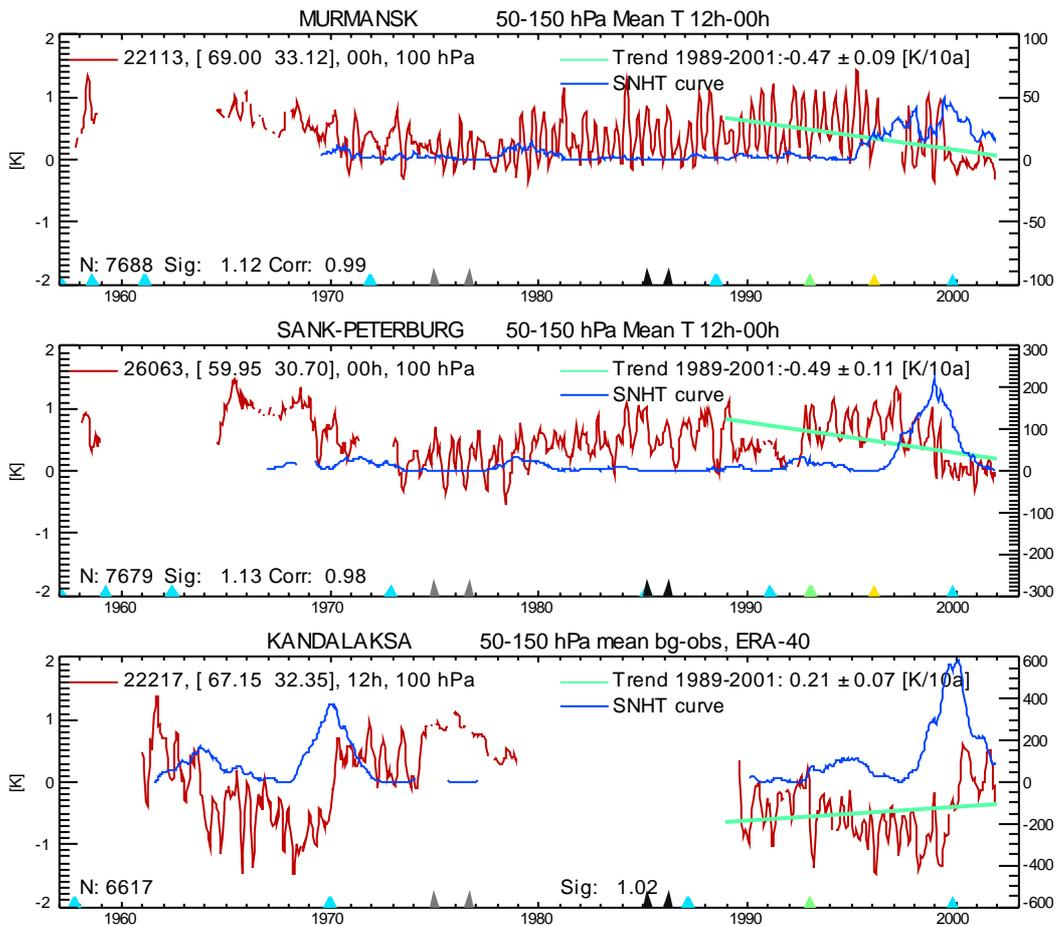 MURMANSK 50-150 hPa Mean T 12h-00h
22113, [ 69.00 33.12], 00h, 100 hPa
Trend 1989-2001:-0.47 ±0.09 [K/10a]
SNHT curve
[K]
2
1
0
-1
-2
100
50
0
-50
-100
N: 7688 Sig: 1.12 Corr: 0.99
1960 1970 1980 1990 2000
SANK-PETERBURG 50-150 hPa Mean T 12h-00h
26063, [ 59.95 30.70], 00h, 100 hPa
Trend 1989-2001:-0.49 ±0.11 [K/10a]
SNHT curve
[K]
2
1
0
-1
-2
300
200
100
0
-100
-200
-300
N: 7679 Sig: 1.13 Corr: 0.98
1960 1970 1980 1990 2000
KANDALAKSA 50-150 hPa mean bg-obs, ERA-40
22217, [ 67.15 32.35], 12h, 100 hPa
Trend 1989-2001: 0.21 ±0.07 [K/10a]
SNHT curve
[K]
2
1
0
-1
-2
600
400
200
0
-200
-400
-600
N: 6617 Sig: 1.02
1960 1970 1980 1990 2000